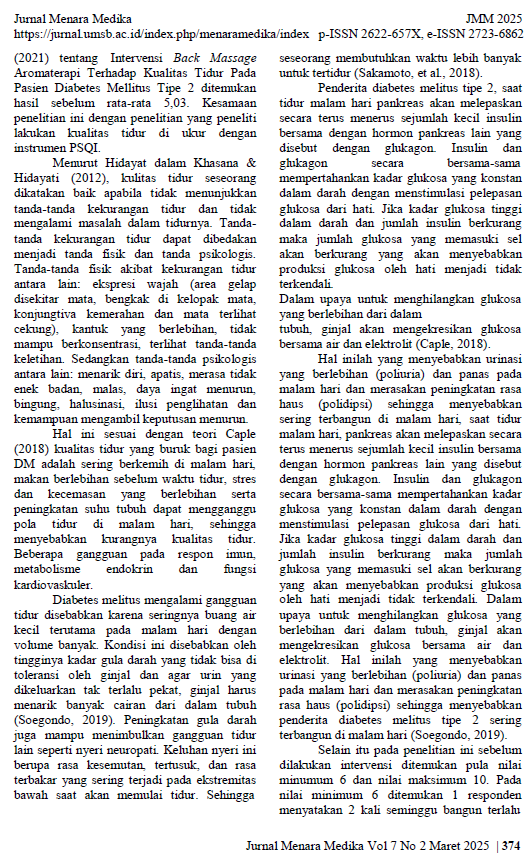 Jurnal Menara Medika JMM 2025
https://jurnal.umsb.ac.id/index.php/menaramedika/index p-ISSN 2622-657X, e-ISSN 2723-6862
(2021) tentang Intervensi Back Massage
Aromaterapi Terhadap Kualitas Tidur Pada
Pasien Diabetes Mellitus Tipe 2 ditemukan
hasil sebelum rata-rata 5,03. Kesamaan
penelitian ini dengan penelitian yang peneliti
lakukan kualitas tidur di ukur dengan
instrumen PSQI.
Menurut Hidayat dalam Khasana &
Hidayati (2012), kulitas tidur seseorang
dikatakan baik apabila tidak menunjukkan
tanda-tanda kekurangan tidur dan tidak
mengalami masalah dalam tidurnya. Tanda-
tanda kekurangan tidur dapat dibedakan
menjadi tanda fisik dan tanda psikologis.
Tanda-tanda fisik akibat kekurangan tidur
antara lain: ekspresi wajah (area gelap
disekitar mata, bengkak di kelopak mata,
konjungtiva kemerahan dan mata terlihat
cekung), kantuk yang berlebihan, tidak
mampu berkonsentrasi, terlihat tanda-tanda
keletihan. Sedangkan tanda-tanda psikologis
antara lain: menarik diri, apatis, merasa tidak
enek badan, malas, daya ingat menurun,
bingung, halusinasi, ilusi penglihatan dan
kemampuan mengambil keputusan menurun.
Hal ini sesuai dengan teori Caple
(2018) kualitas tidur yang buruk bagi pasien
DM adalah sering berkemih di malam hari,
makan berlebihan sebelum waktu tidur, stres
dan kecemasan yang berlebihan serta
peningkatan suhu tubuh dapat mengganggu
pola tidur di malam hari, sehingga
menyebabkan kurangnya kualitas tidur.
Beberapa gangguan pada respon imun,
metabolisme endokrin dan fungsi
kardiovaskuler.
Diabetes melitus mengalami gangguan
tidur disebabkan karena seringnya buang air
kecil terutama pada malam hari dengan
volume banyak. Kondisi ini disebabkan oleh
tingginya kadar gula darah yang tidak bisa di
toleransi oleh ginjal dan agar urin yang
dikeluarkan tak terlalu pekat, ginjal harus
menarik banyak cairan dari dalam tubuh
(Soegondo, 2019). Peningkatan gula darah
juga mampu menimbulkan gangguan tidur
lain seperti nyeri neuropati. Keluhan nyeri ini
berupa rasa kesemutan, tertusuk, dan rasa
terbakar yang sering terjadi pada ekstremitas
bawah saat akan memulai tidur. Sehingga
seseorang membutuhkan waktu lebih banyak
untuk tertidur (Sakamoto, et al., 2018).
Penderita diabetes melitus tipe 2, saat
tidur malam hari pankreas akan melepaskan
secara terus menerus sejumlah kecil insulin
bersama dengan hormon pankreas lain yang
disebut dengan glukagon. Insulin dan
glukagon secara bersama-sama
mempertahankan kadar glukosa yang konstan
dalam darah dengan menstimulasi pelepasan
glukosa dari hati. Jika kadar glukosa tinggi
dalam darah dan jumlah insulin berkurang
maka jumlah glukosa yang memasuki sel
akan berkurang yang akan menyebabkan
produksi glukosa oleh hati menjadi tidak
terkendali.
Dalam upaya untuk menghilangkan glukosa
yang berlebihan dari dalam
tubuh, ginjal akan mengekresikan glukosa
bersama air dan elektrolit (Caple, 2018).
Hal inilah yang menyebabkan urinasi
yang berlebihan (poliuria) dan panas pada
malam hari dan merasakan peningkatan rasa
haus (polidipsi) sehingga menyebabkan
sering terbangun di malam hari, saat tidur
malam hari, pankreas akan melepaskan secara
terus menerus sejumlah kecil insulin bersama
dengan hormon pankreas lain yang disebut
dengan glukagon. Insulin dan glukagon
secara bersama-sama mempertahankan kadar
glukosa yang konstan dalam darah dengan
menstimulasi pelepasan glukosa dari hati.
Jika kadar glukosa tinggi dalam darah dan
jumlah insulin berkurang maka jumlah
glukosa yang memasuki sel akan berkurang
yang akan menyebabkan produksi glukosa
oleh hati menjadi tidak terkendali. Dalam
upaya untuk menghilangkan glukosa yang
berlebihan dari dalam tubuh, ginjal akan
mengekresikan glukosa bersama air dan
elektrolit. Hal inilah yang menyebabkan
urinasi yang berlebihan (poliuria) dan panas
pada malam hari dan merasakan peningkatan
rasa haus (polidipsi) sehingga menyebabkan
penderita diabetes melitus tipe 2 sering
terbangun di malam hari (Soegondo, 2019).
Selain itu pada penelitian ini sebelum
dilakukan intervensi ditemukan pula nilai
minumum 6 dan nilai maksimum 10. Pada
nilai minimum 6 ditemukan 1 responden
menyatakan 2 kali seminggu bangun terlalu
Jurnal Menara Medika Vol 7 No 2 Maret 2025 | 374